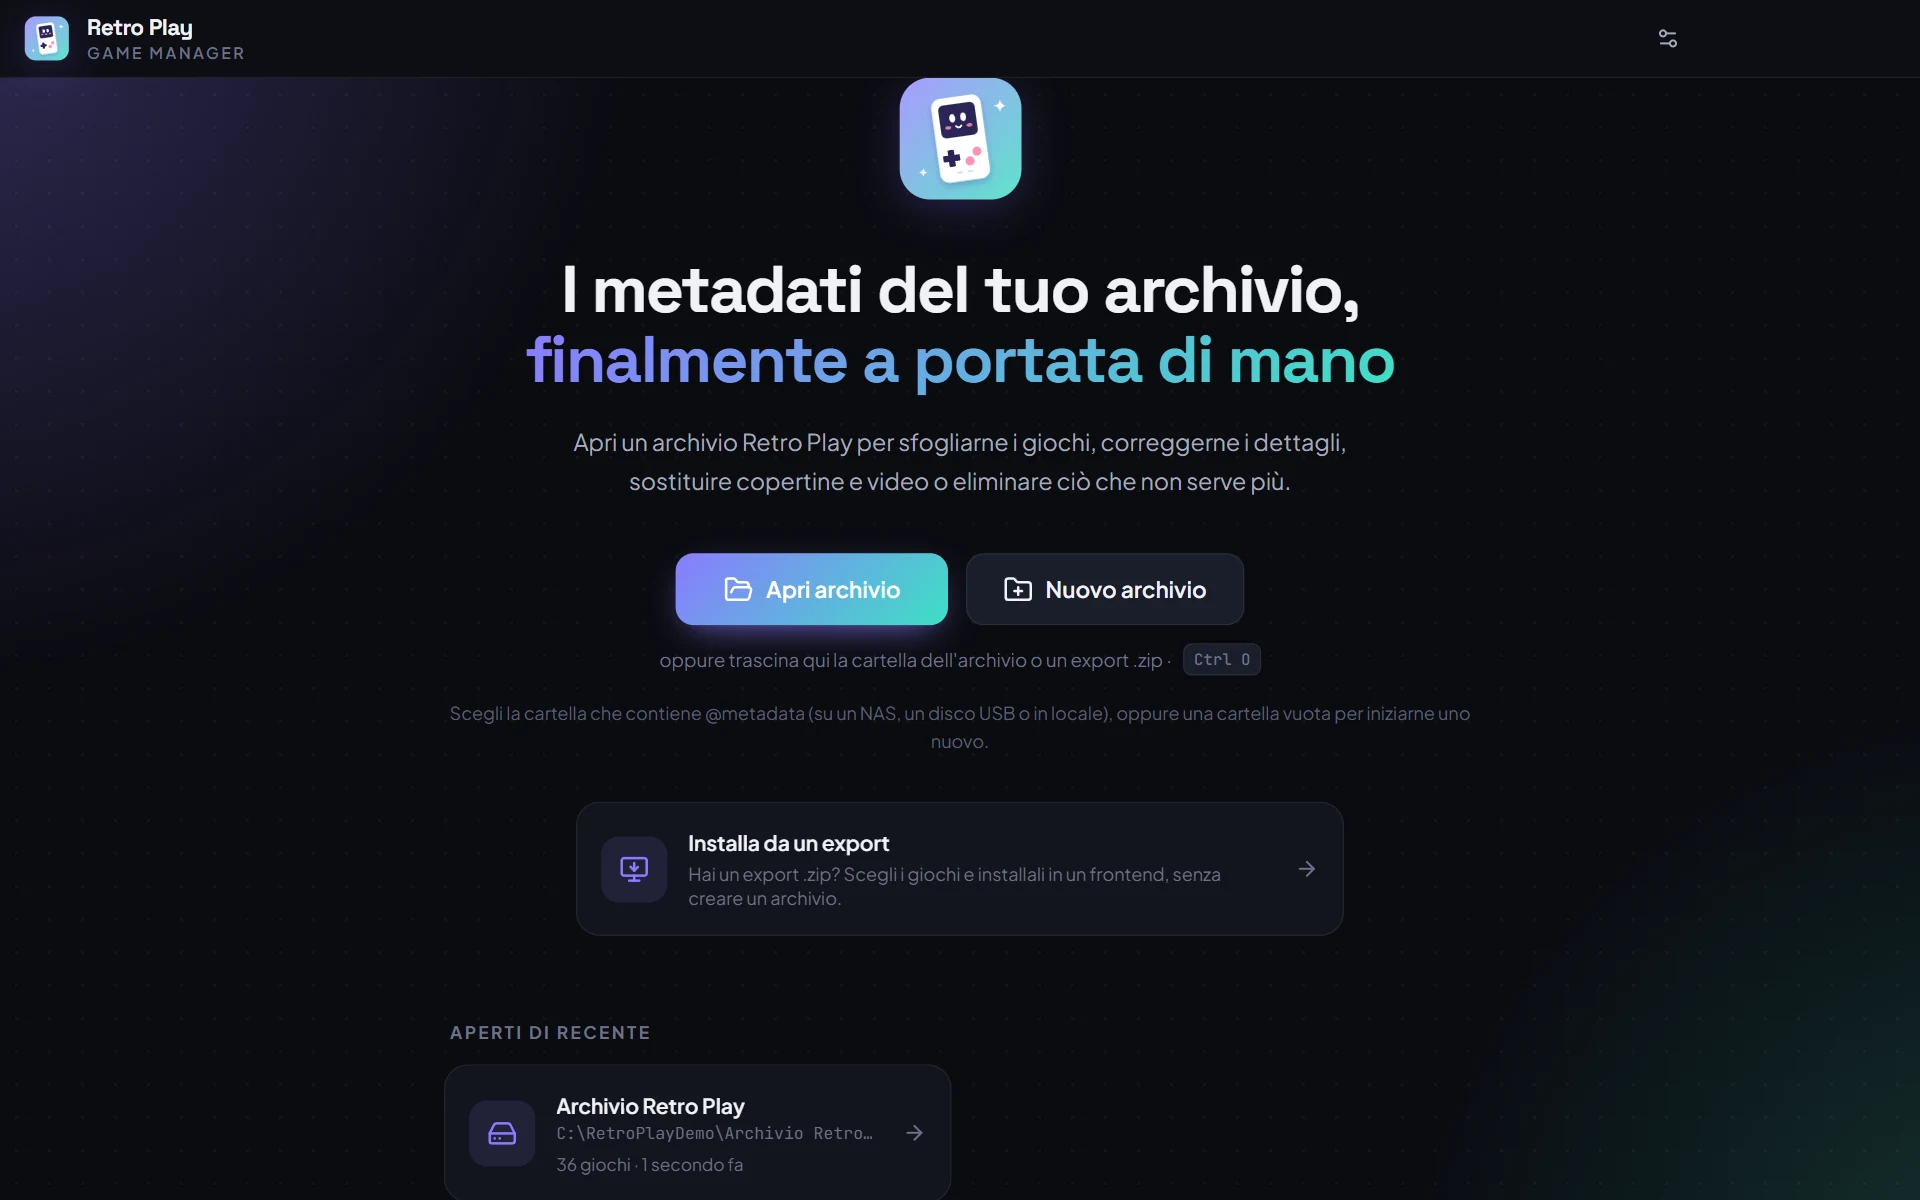 Retro Play
GAME MANAGER
I metadati del tuo archivio,
finalmente a portata di mano
Apri un archivio Retro Play per sfogliarne i giochi, correggerne i dettagli,
sostituire copertine e video o eliminare ciò che non serve più.
Apri archivio
Nuovo archivio
oppure trascina qui la cartella dell'archivio o un export .zip · Ctrl O
Scegli la cartella che contiene @metadata (su un NAS, un disco USB o in locale), oppure una cartella vuota per iniziarne uno
nuovo.
Installa da un export
Hai un export .zip? Scegli i giochi e installali in un frontend, senza
creare un archivio.
APERTI DI RECENTE
Archivio Retro Play
C:\RetroPlayDemo\Archivio Retro…
36 giochi · 1 secondo fa